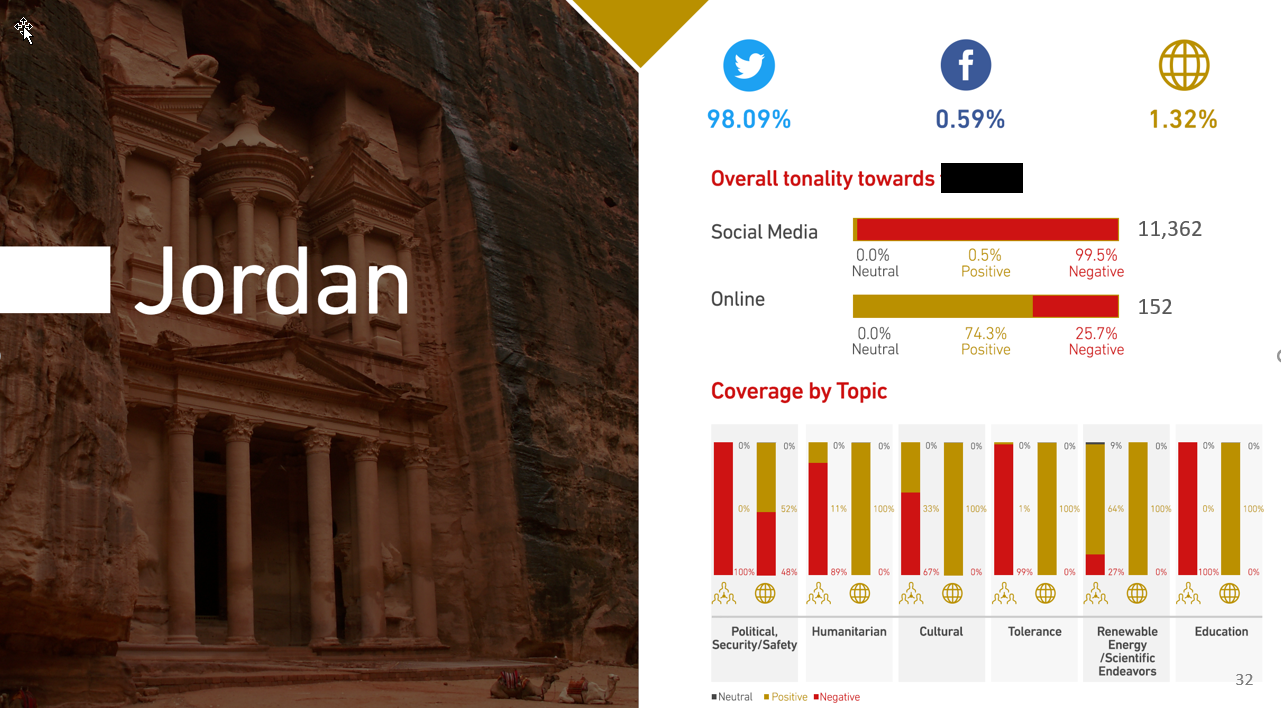 Jordan
98.09%
0.59%
1.32%
Overall tonality towards
Social Media
11,362
0.0%
0.5%
99.5%
Neutral
Positive
Negative
Online
152
0.0%
74.3%
25.7%
Neutral
Positive
Negative
Coverage by Topic
0% 0% 0% 0% 0% 0% 0% 0% 9% 0% 0% 0%
0% 52% 11% 100% 33% 100% 1% 100% 64% 100% 0% 100%
100% 48% 89% 0% 67% 0% 99% 0% 27% 0% 100% 0%
Political,
Security/Safety
Humanitarian
Cultural
Tolerance
Renewable
Energy
/Scientific
Endeavors
Education
32
Neutral Positive Negative